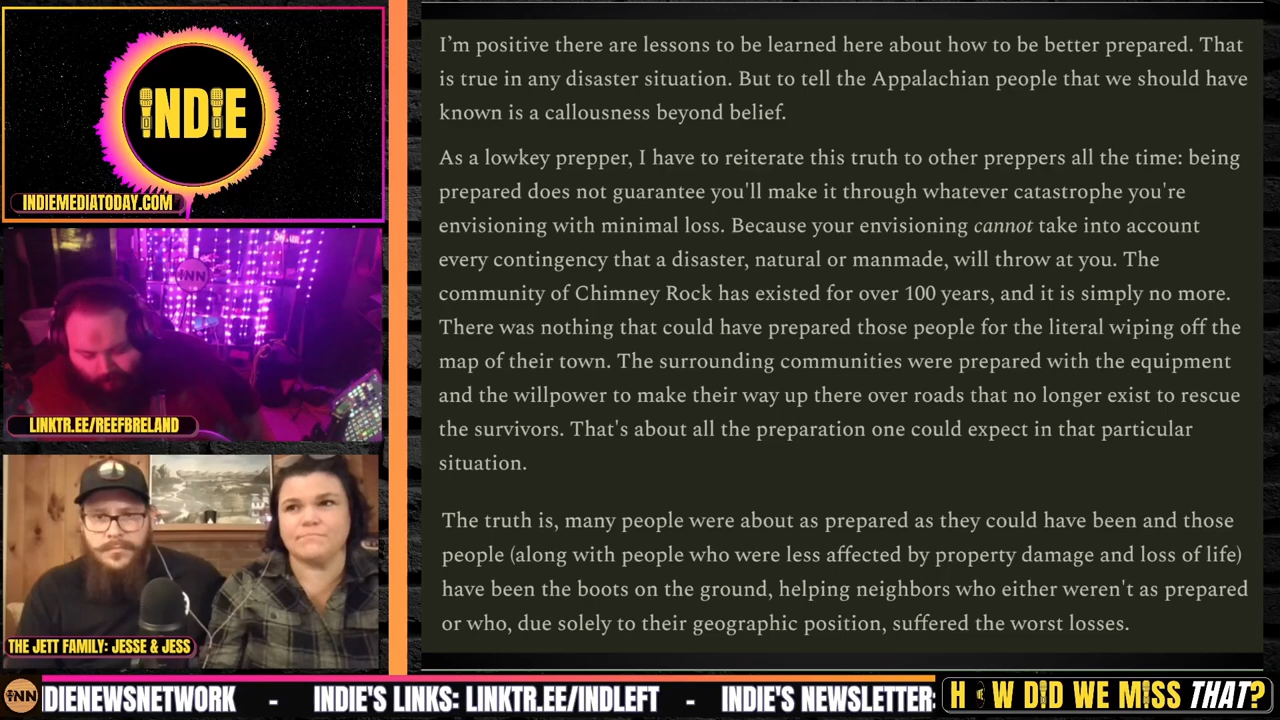 INDIE
INDIEMEDIATODAY.COM
INN
LINKTR.EE/REEFBRELAND
THE JETT FAMILY: JESSE & JESS
I'm positive there are lessons to be learned here about how to be better prepared. That
is true in any disaster situation. But to tell the Appalachian people that we should have
known is a callousness beyond belief.
As a lowkey prepper, I have to reiterate this truth to other preppers all the time: being
prepared does not guarantee you'll make it through whatever catastrophe you're
envisioning with minimal loss. Because your envisioning cannot take into account
every contingency that a disaster, natural or manmade, will throw at you. The
community of Chimney Rock has existed for over 100 years, and it is simply no more.
There was nothing that could have prepared those people for the literal wiping off the
map of their town. The surrounding communities were prepared with the equipment
and the willpower to make their way up there over roads that no longer exist to rescue
the survivors. That's about all the preparation one could expect in that particular
situation.
The truth is, many people were about as prepared as they could have been and those
people (along with people who were less affected by property damage and loss of life)
have been the boots on the ground, helping neighbors who either weren't as prepared
or who, due solely to their geographic position, suffered the worst losses.
INN
DIENEWSNETWORK - INDIE'S LINKS: LINKTR.EE/INDLEFT - INDIE'S NEWSLETTER:
HOW DID WE MISS THAT?